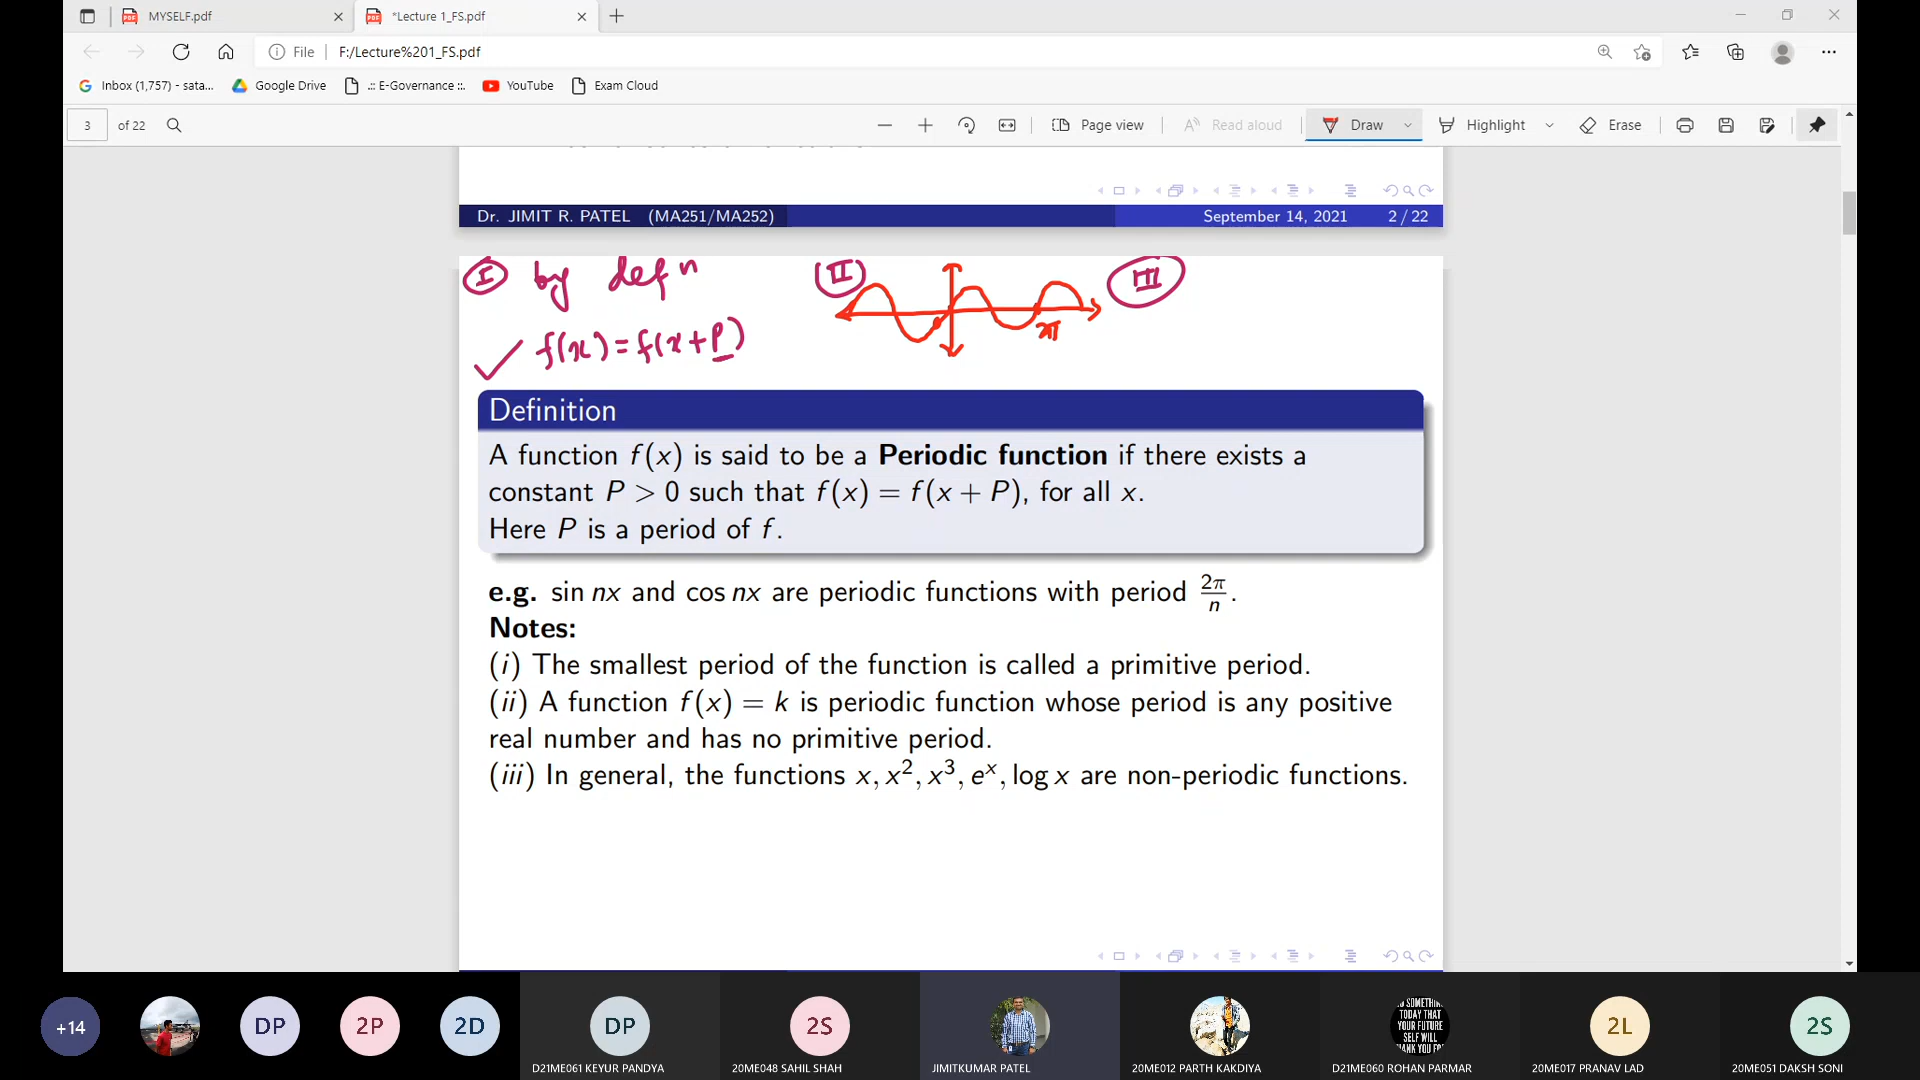 MYSELF.pdf
*Lecture 1_FS.pdf
File
F:/Lecture%201_FS.pdf
Inbox (1,757) - sata...
Google Drive
.:: E-Governance ::.
YouTube
Exam Cloud
3
of 22
Page view
Read aloud
Draw
Highlight
Erase
Dr. JIMIT R. PATEL (MA251/MA252)
September 14, 2021
2 / 22
I by defn
II
III
f(x)=f(x+P)
Definition
A function f(x) is said to be a Periodic function if there exists a
constant P > 0 such that f(x) = f(x + P), for all x.
Here P is a period of f.
e.g. sin nx and cos nx are periodic functions with period 2π/n.
Notes:
(i) The smallest period of the function is called a primitive period.
(ii) A function f(x) = k is periodic function whose period is any positive
real number and has no primitive period.
(iii) In general, the functions x, x², x³, eˣ, log x are non-periodic functions.
+14
DP
2P
2D
DP
D21ME061 KEYUR PANDYA
2S
20ME048 SAHIL SHAH
JIMITKUMAR PATEL
20ME012 PARTH KAKDIYA
TODAY THAT
YOUR FUTURE
SELF WILL
D21ME060 ROHAN PARMAR
2L
20ME017 PRANAV LAD
2S
20ME051 DAKSH SONI